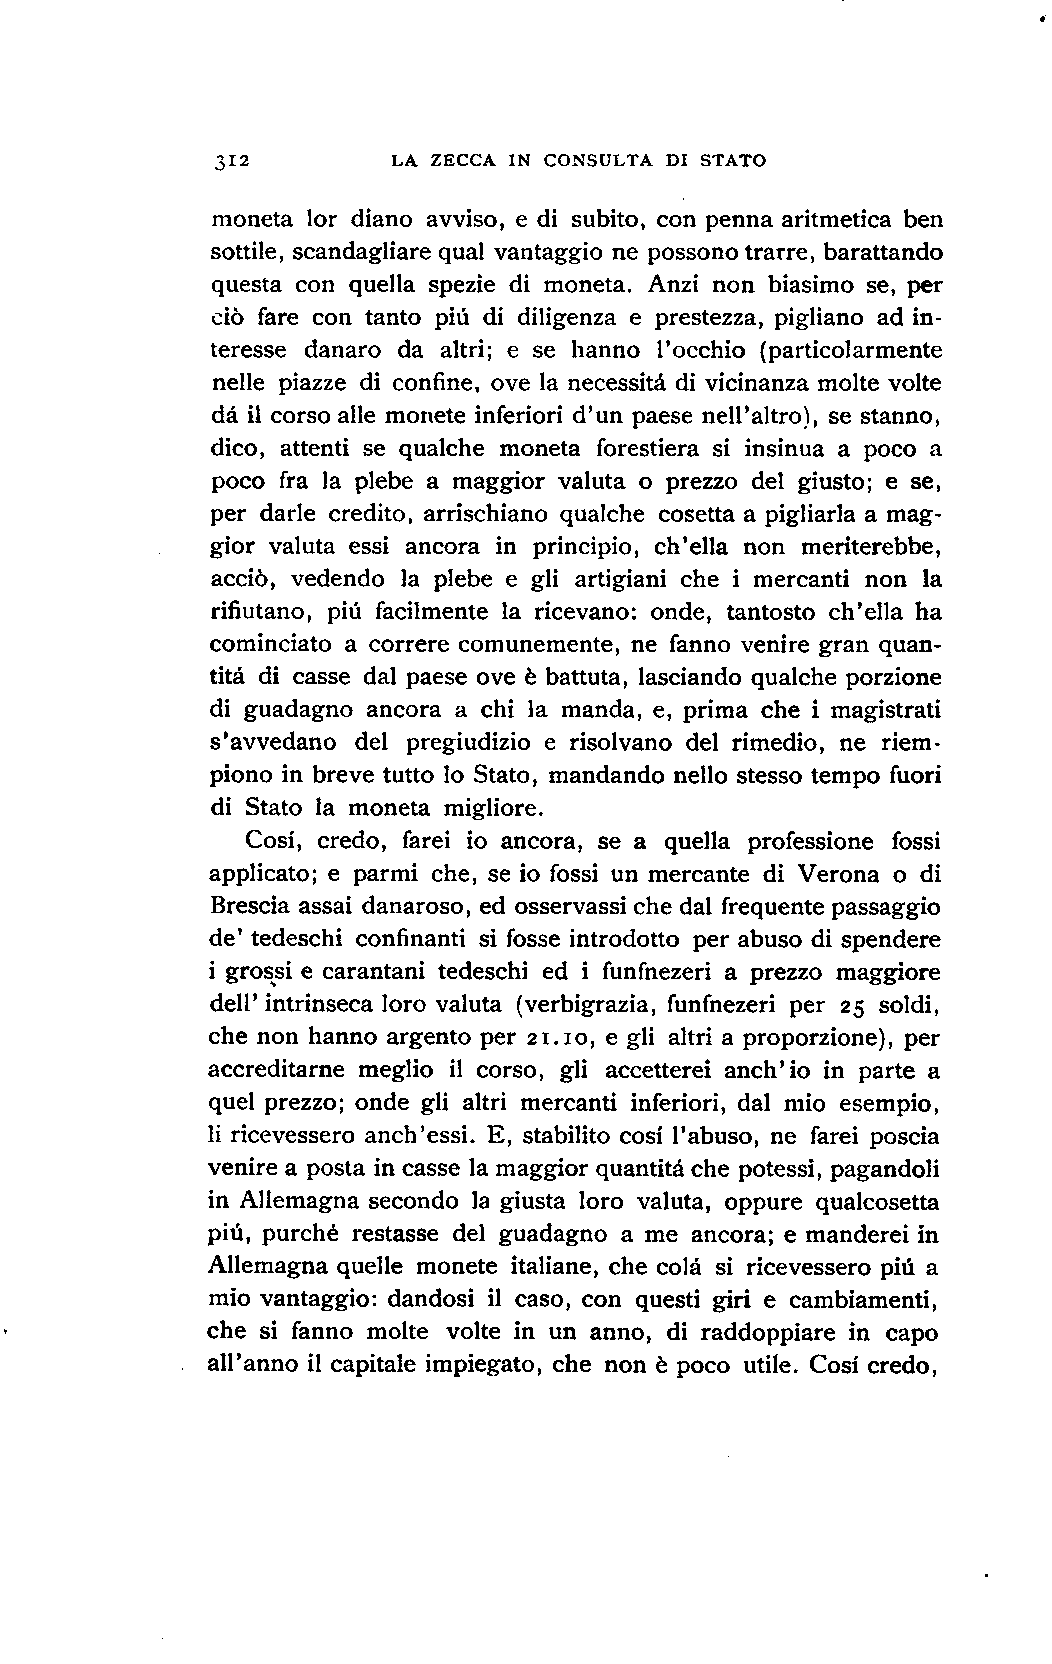 312 LA ZECCA IN CONSULTA DI STATO
moneta lor diano avviso, e di subito, con penna aritmetica ben
sottile, scandagliare qual vantaggio ne possono trarre, barattando
questa con quella spezie di moneta. Anzi non biasimo se, per
ciò fare con tanto piú di diligenza e prestezza, pigliano ad in-
teresse danaro da altri; e se hanno l'occhio (particolarmente
nelle piazze di confine, ove la necessitá di vicinanza molte volte
dá il corso alle monete inferiori d'un paese nell'altro), se stanno,
dico, attenti se qualche moneta forestiera si insinua a poco a
poco fra la plebe a maggior valuta o prezzo del giusto; e se,
per darle credito, arrischiano qualche cosetta a pigliarla a mag-
gior valuta essi ancora in principio, ch'ella non meriterebbe,
acciò, vedendo la plebe e gli artigiani che i mercanti non la
rifiutano, piú facilmente la ricevano: onde, tantosto ch'ella ha
cominciato a correre comunemente, ne fanno venire gran quan-
titá di casse dal paese ove è battuta, lasciando qualche porzione
di guadagno ancora a chi la manda, e, prima che i magistrati
s'avvedano del pregiudizio e risolvano del rimedio, ne riem-
piono in breve tutto lo Stato, mandando nello stesso tempo fuori
di Stato la moneta migliore.
Cosí, credo, farei io ancora, se a quella professione fossi
applicato; e parmi che, se io fossi un mercante di Verona o di
Brescia assai danaroso, ed osservassi che dal frequente passaggio
de' tedeschi confinanti si fosse introdotto per abuso di spendere
i grossi e carantani tedeschi ed i funfnezeri a prezzo maggiore
dell' intrinseca loro valuta (verbigrazia, funfnezeri per 25 soldi,
che non hanno argento per 21.10, e gli altri a proporzione), per
accreditarne meglio il corso, gli accetterei anch'io in parte a
quel prezzo; onde gli altri mercanti inferiori, dal mio esempio,
li ricevessero anch'essi. E, stabilito cosí l'abuso, ne farei poscia
venire a posta in casse la maggior quantitá che potessi, pagandoli
in Allemagna secondo la giusta loro valuta, oppure qualcosetta
piú, purché restasse del guadagno a me ancora; e manderei in
Allemagna quelle monete italiane, che colá si ricevessero piú a
mio vantaggio: dandosi il caso, con questi giri e cambiamenti,
che si fanno molte volte in un anno, di raddoppiare in capo
all'anno il capitale impiegato, che non è poco utile. Cosí credo,